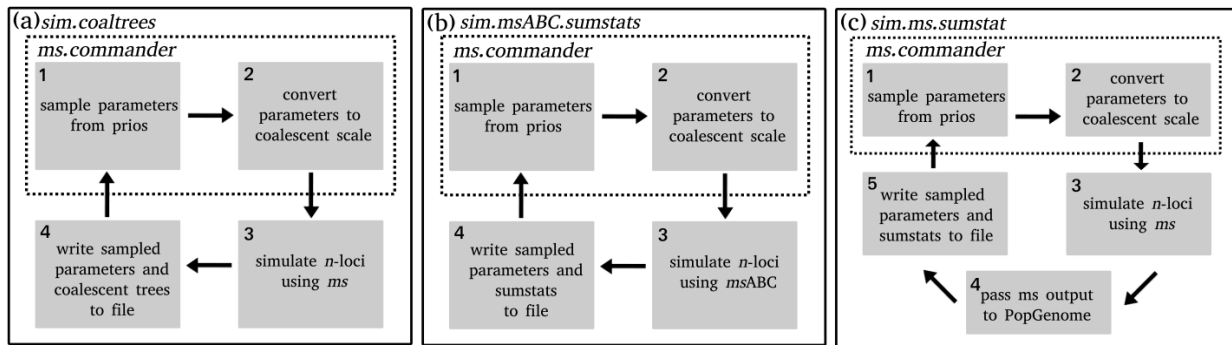 (a) sim.coaltrees
ms.commander
1
sample parameters
from prios
2
convert
parameters to
coalescent scale
4
write sampled
parameters and
coalescent trees
to file
3
simulate n-loci
using ms
(b) sim.msABC.sumstats
ms.commander
1
sample parameters
from prios
2
convert
parameters to
coalescent scale
4
write sampled
parameters and
sumstats
to file
3
simulate n-loci
using msABC
(c) sim.ms.sumstat
ms.commander
1
sample parameters
from prios
2
convert
parameters to
coalescent scale
5
write sampled
parameters and
sumstats to file
3
simulate n-loci
using ms
4
pass ms output
to PopGenome